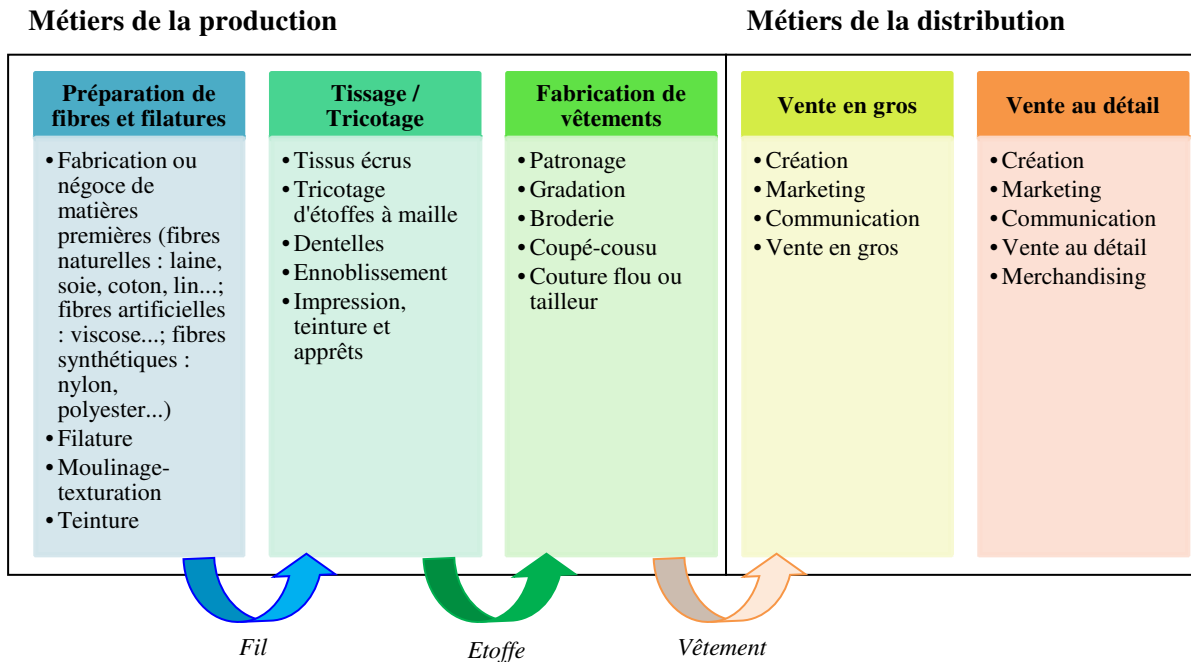 Métiers de la production
Métiers de la distribution
Préparation de
fibres et filatures
• Fabrication ou
négoce de
matières
premières (fibres
naturelles : laine,
soie, coton, lin...;
fibres artificielles
: viscose...; fibres
synthétiques :
nylon,
polyester...)
• Filature
• Moulinage-
texturation
• Teinture
Tissage /
Tricotage
• Tissus écrus
• Tricotage
d'étoffes à maille
• Dentelles
• Ennoblissement
• Impression,
teinture et
apprêts
Fabrication de
vêtements
• Patronage
• Gradation
• Broderie
• Coupé-cousu
• Couture flou ou
tailleur
Vente en gros
• Création
• Marketing
• Communication
• Vente en gros
Vente au détail
• Création
• Marketing
• Communication
• Vente au détail
• Merchandising
Fil
Etoffe
Vêtement